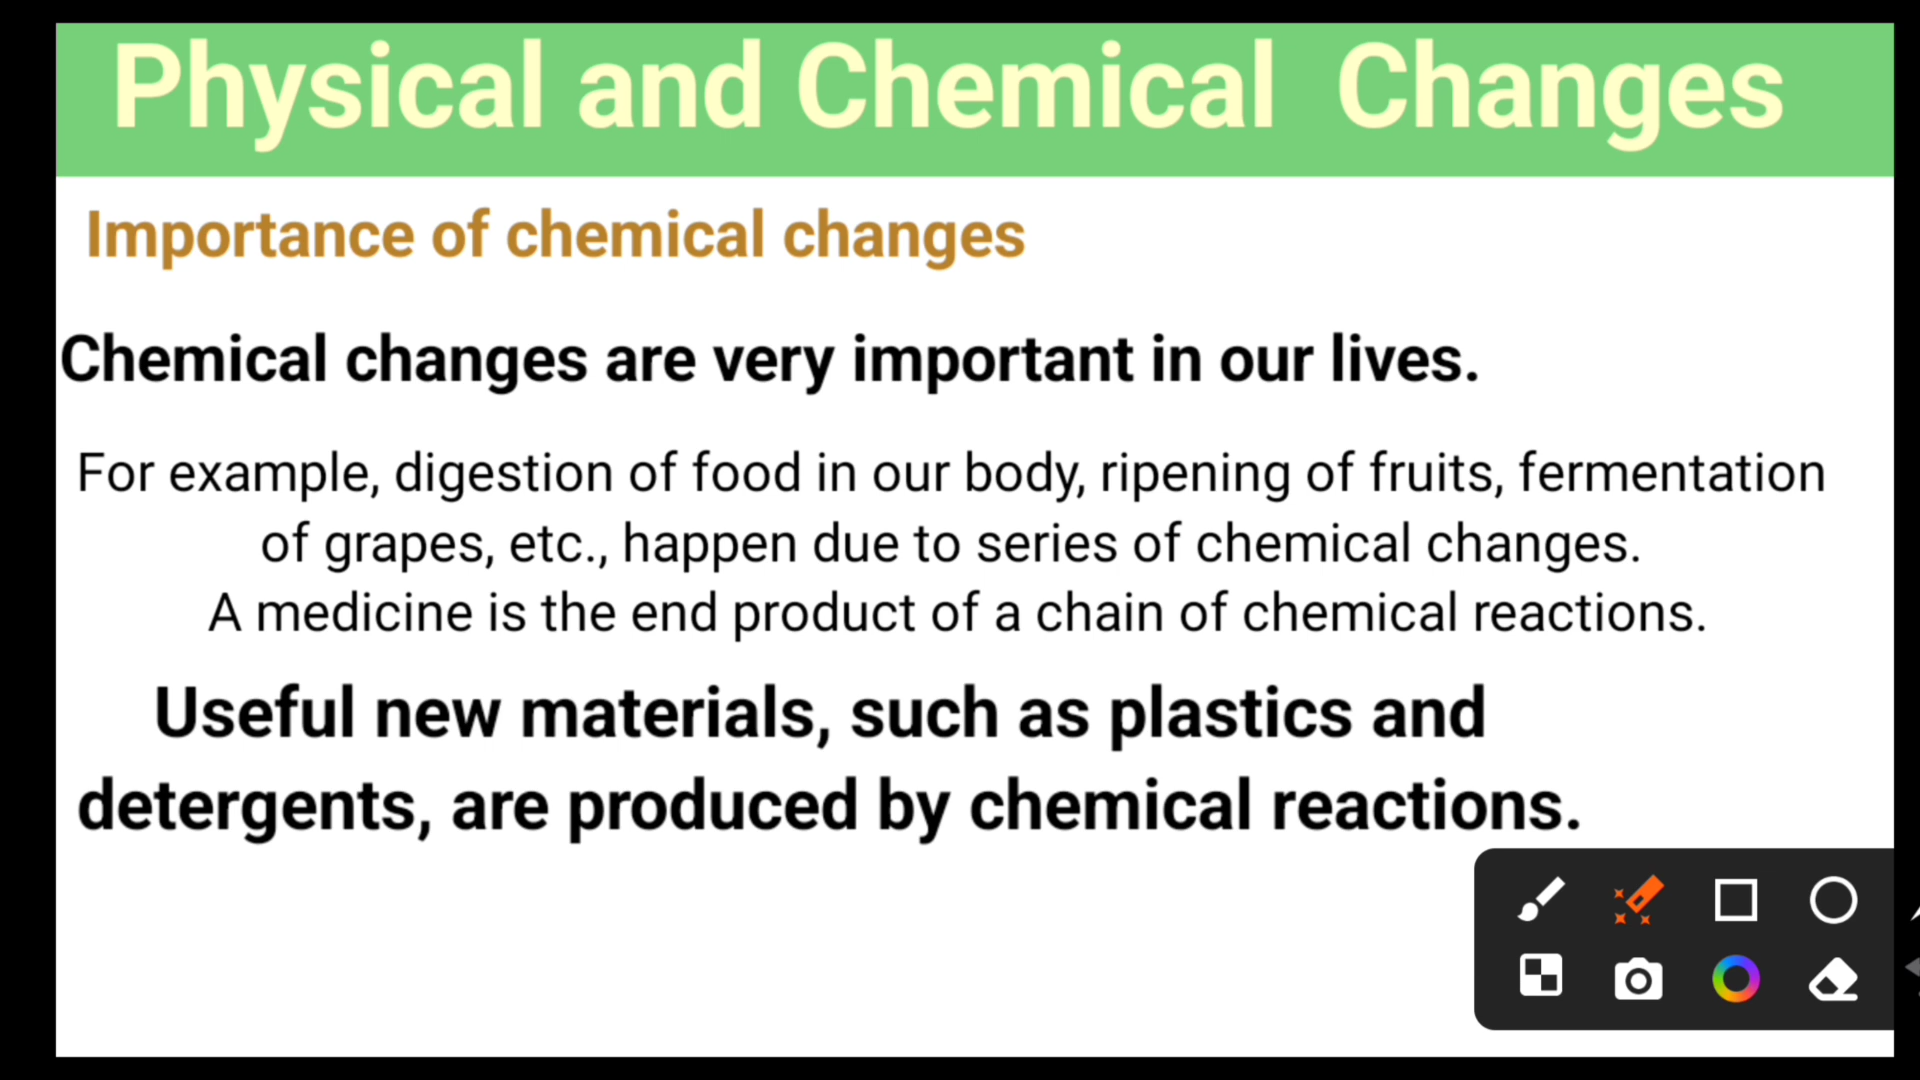 Physical and Chemical Changes
Importance of chemical changes
Chemical changes are very important in our lives.
For example, digestion of food in our body, ripening of fruits, fermentation
of grapes, etc., happen due to series of chemical changes.
A medicine is the end product of a chain of chemical reactions.
Useful new materials, such as plastics and
detergents, are produced by chemical reactions.